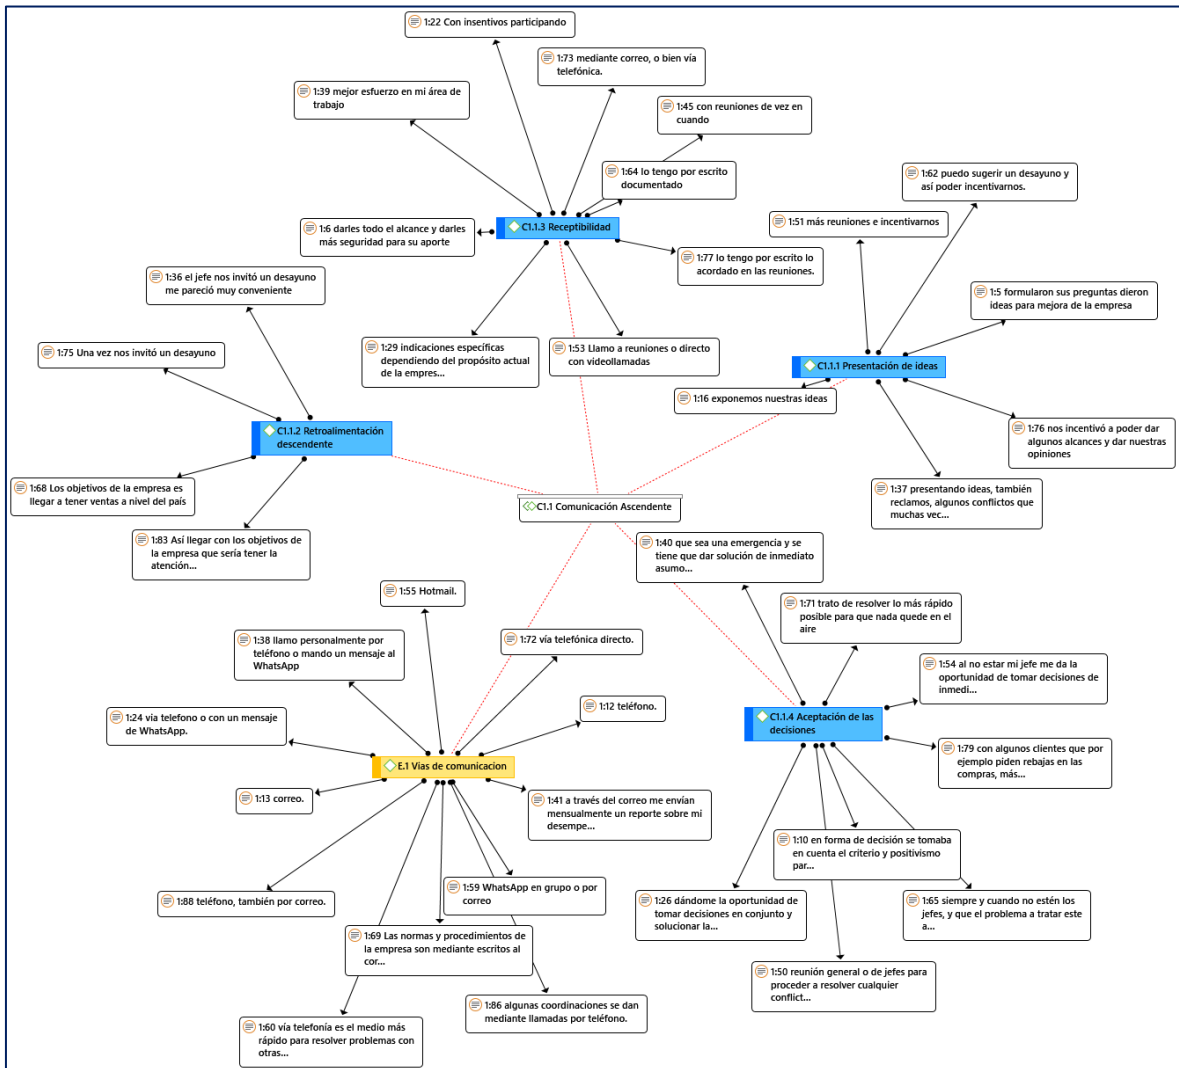 1:22 Con insentivos participando
1:73 mediante correo, o bien vía
telefónica.
1:39 mejor esfuerzo en mi área de
trabajo
1:45 con reuniones de vez en
cuando
1:64 lo tengo por escrito
documentado
1:62 puedo sugerir un desayuno y
así poder incentivarnos.
1:51 más reuniones e incentivarnos
1:6 darles todo el alcance y darles
más seguridad para su aporte
C1.1.3 Receptibilidad
1:77 lo tengo por escrito lo
acordado en las reuniones.
1:36 el jefe nos invitó un desayuno
me pareció muy conveniente
1:5 formularon sus preguntas dieron
ideas para mejora de la empresa
1:75 Una vez nos invitó un desayuno
1:29 indicaciones específicas
dependiendo del propósito actual
de la empres...
1:53 Llamo a reuniones o directo
con videollamadas
C1.1.1 Presentación de ideas
1:16 exponemos nuestras ideas
C1.1.2 Retroalimentación
descendente
1:76 nos incentivó a poder dar
algunos alcances y dar nuestras
opiniones
1:68 Los objetivos de la empresa es
llegar a tener ventas a nivel del país
1:37 presentando ideas, también
reclamos, algunos conflictos que
muchas vec...
C1.1 Comunicación Ascendente
1:83 Así llegar con los objetivos de
la empresa que sería tener la
atención...
1:40 que sea una emergencia y se
tiene que dar solución de inmediato
asumo...
1:55 Hotmail.
1:71 trato de resolver lo más rápido
posible para que nada quede en el
aire
1:38 llamo personalmente por
teléfono o mando un mensaje al
WhatsApp
1:72 vía telefónica directo.
1:54 al no estar mi jefe me da la
oportunidad de tomar decisiones de
inmedi...
1:24 via telefono o con un mensaje
de WhatsApp.
1:12 teléfono.
C1.1.4 Aceptación de las
decisiones
1:79 con algunos clientes que por
ejemplo piden rebajas en las
compras, más...
E.1 Vias de comunicacion
1:13 correo.
1:41 a través del correo me envían
mensualmente un reporte sobre mi
desempe...
1:10 en forma de decisión se tomaba
en cuenta el criterio y positivismo
par...
1:88 teléfono, también por correo.
1:59 WhatsApp en grupo o por
correo
1:26 dándome la oportunidad de
tomar decisiones en conjunto y
solucionar la...
1:65 siempre y cuando no estén los
jefes, y que el problema a tratar este
a...
1:69 Las normas y procedimientos de
la empresa son mediante escritos al
cor...
1:50 reunión general o de jefes para
proceder a resolver cualquier
conflict...
1:86 algunas coordinaciones se dan
mediante llamadas por teléfono.
1:60 vía telefonía es el medio más
rápido para resolver problemas con
otras...